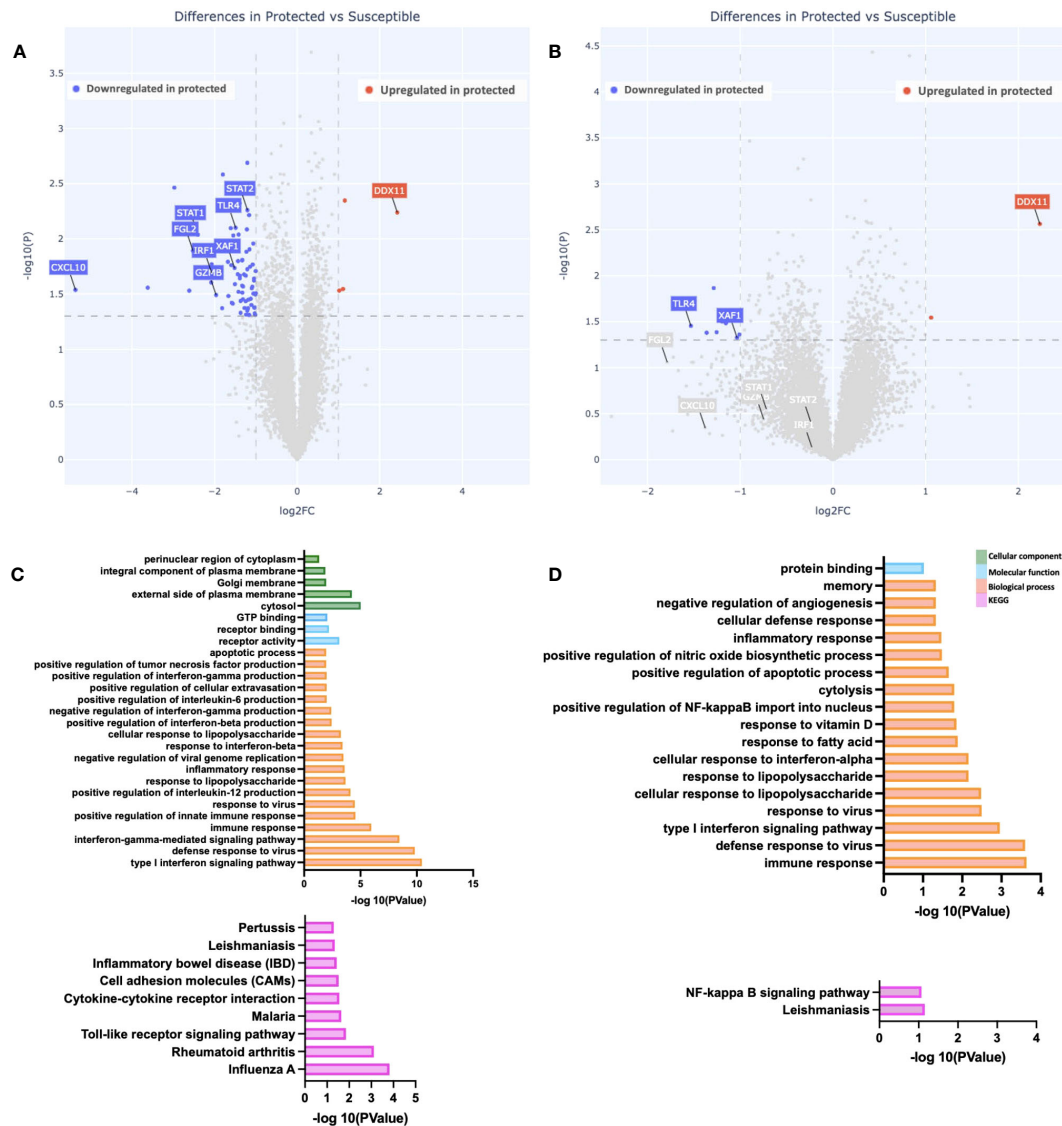 Differences in Protected vs Susceptible
A
Downregulated in protected
Upregulated in protected
3.5
3
2.5
2
1.5
1
0.5
0
-log10(P)
STAT2
DDX11
TLR4
STAT1
FGL2
IRF1
XAF1
CXCL10
GZMB
−4
−2
0
2
4
log2FC
Differences in Protected vs Susceptible
B
Downregulated in protected
Upregulated in protected
4.5
4
3.5
3
2.5
2
1.5
1
0.5
0
-log10(P)
DDX11
TLR4
XAF1
FGL2
STAT1
GZMB
CXCL10
STAT2
IRF1
−2
−1
0
1
2
log2FC
C
perinuclear region of cytoplasm
integral component of plasma membrane
Golgi membrane
external side of plasma membrane
cytosol
GTP binding
receptor binding
receptor activity
apoptotic process
positive regulation of tumor necrosis factor production
positive regulation of interferon-gamma production
positive regulation of cellular extravasation
positive regulation of interleukin-6 production
negative regulation of interferon-gamma production
positive regulation of interferon-beta production
cellular response to lipopolysaccharide
response to interferon-beta
negative regulation of viral genome replication
inflammatory response
response to lipopolysaccharide
positive regulation of interleukin-12 production
response to virus
positive regulation of innate immune response
immune response
interferon-gamma-mediated signaling pathway
defense response to virus
type I interferon signaling pathway
0 5 10 15
-log 10(PValue)
Pertussis
Leishmaniasis
Inflammatory bowel disease (IBD)
Cell adhesion molecules (CAMs)
Cytokine-cytokine receptor interaction
Malaria
Toll-like receptor signaling pathway
Rheumatoid arthritis
Influenza A
0 1 2 3 4 5
-log 10(PValue)
D
Cellular component
Molecular function
Biological process
KEGG
protein binding
memory
negative regulation of angiogenesis
cellular defense response
inflammatory response
positive regulation of nitric oxide biosynthetic process
positive regulation of apoptotic process
cytolysis
positive regulation of NF-kappaB import into nucleus
response to vitamin D
response to fatty acid
cellular response to interferon-alpha
response to lipopolysaccharide
cellular response to lipopolysaccharide
response to virus
type I interferon signaling pathway
defense response to virus
immune response
0 1 2 3 4
-log 10(PValue)
NF-kappa B signaling pathway
Leishmaniasis
0 1 2 3 4
-log 10(PValue)